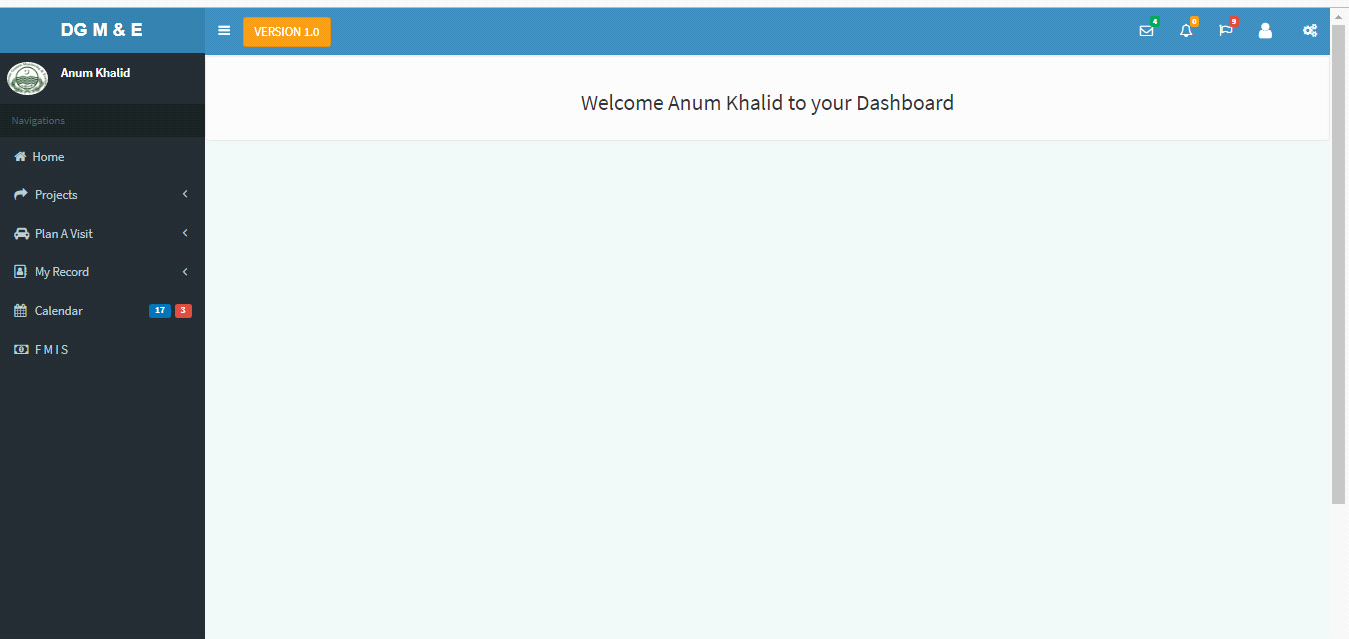 DG M & E
VERSION 1.0
4
0
9
Anum Khalid
Welcome Anum Khalid to your Dashboard
Navigations
Home
Projects
Plan A Visit
My Record
Calendar 17 3
F M I S